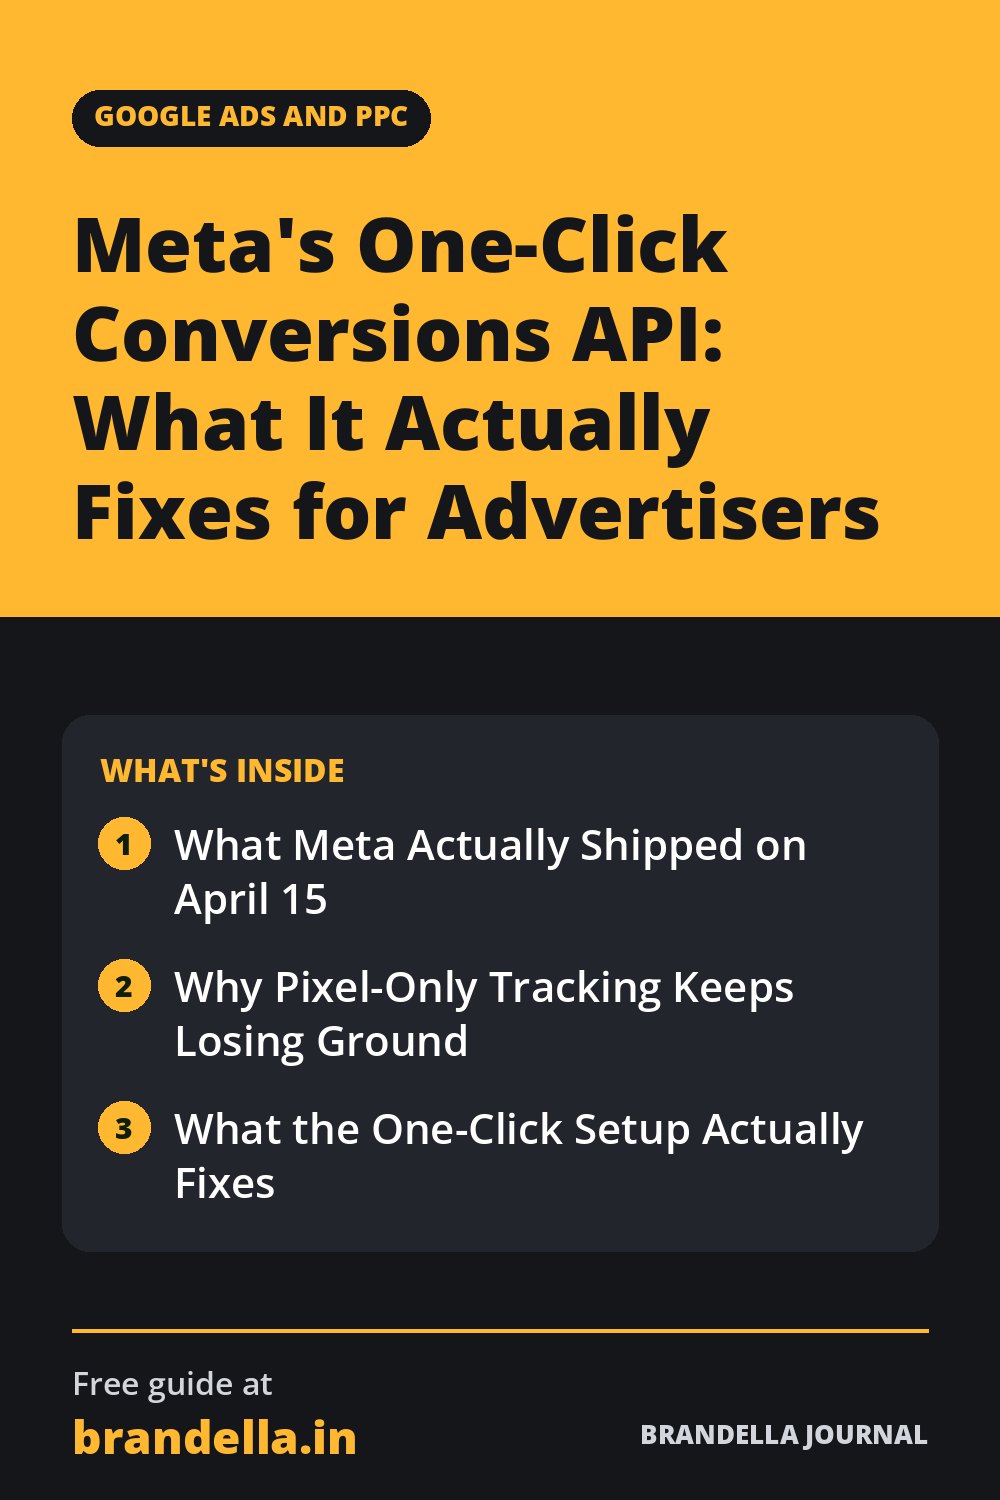 GOOGLE ADS AND PPC
Meta's One-Click
Conversions API:
What It Actually
Fixes for Advertisers
WHAT'S INSIDE
1 What Meta Actually Shipped on
April 15
2 Why Pixel-Only Tracking Keeps
Losing Ground
3 What the One-Click Setup Actually
Fixes
Free guide at
brandella.in
BRANDELLA JOURNAL